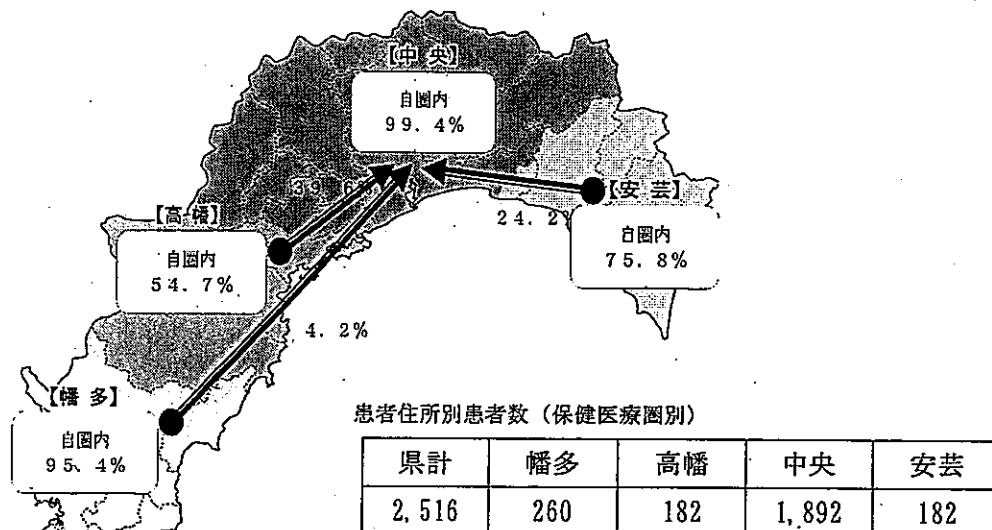 【中 央】
自圏内
99.4%
【安 芸】
24.2
自圏内
75.8%
【高 幡】
自圏内
54.7%
4.2%
【幡 多】
自圏内
95.4%
患者住所別患者数（保健医療圏別）
県計 幡多 高幡 中央 安芸
2,516 260 182 1,892 182